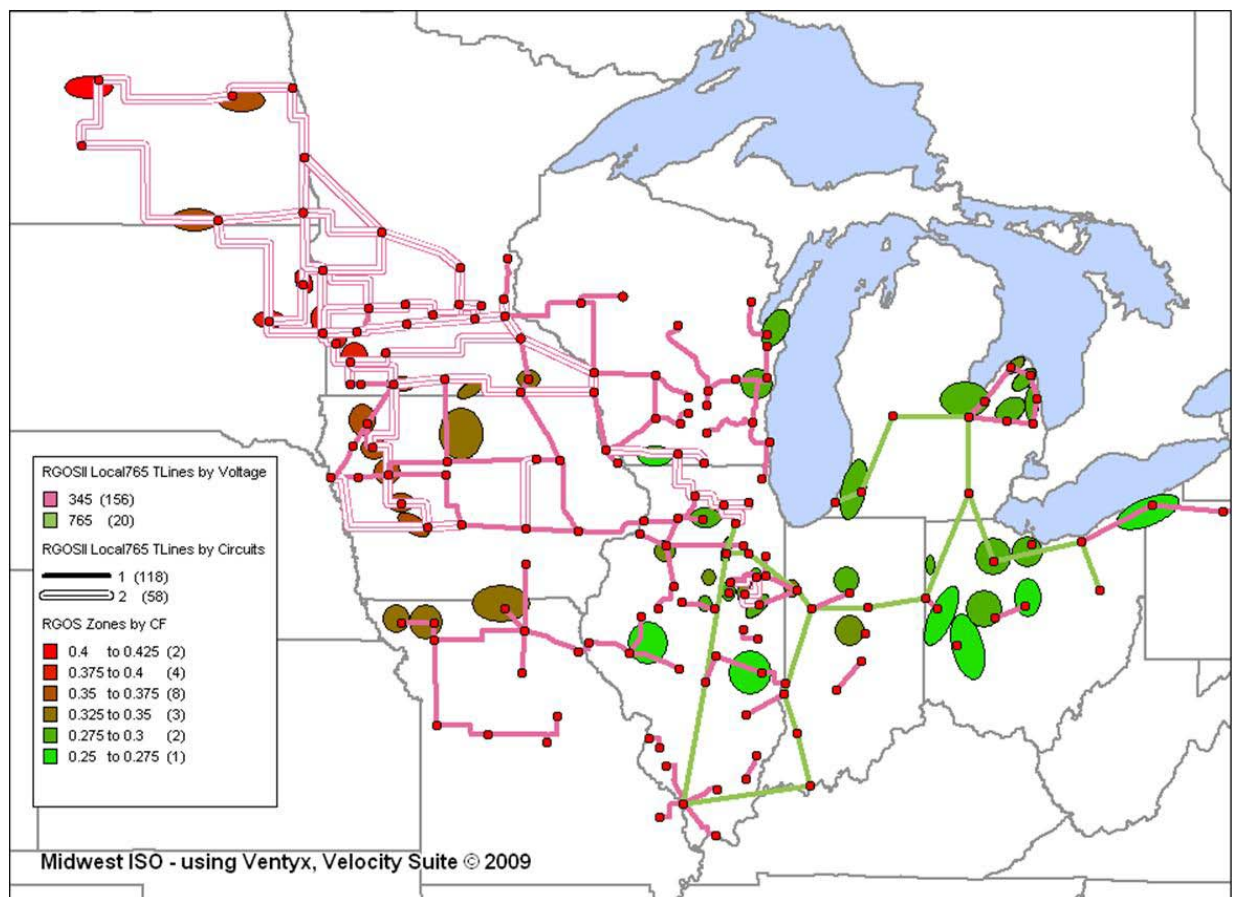 RGOSII Local765 TLines by Voltage
345 (156)
765 (20)
RGOSII Local765 TLines by Circuits
1 (118)
2 (58)
RGOS Zones by CF
0.4 to 0.425 (2)
0.375 to 0.4 (4)
0.35 to 0.375 (8)
0.325 to 0.35 (3)
0.275 to 0.3 (2)
0.25 to 0.275 (1)
Midwest ISO - using Ventyx, Velocity Suite © 2009